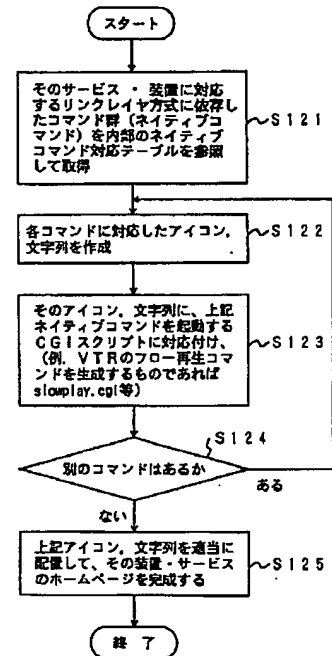 スタート
そのサービス・装置に対応
するリンクレイヤ方式に依存し
たコマンド群(ネイティブコ
マンド)を内部のネイティブ
コマンド対応テーブルを参照
して取得
S121
各コマンドに対応したアイコン,
文字列を作成
S122
そのアイコン,文字列に、上記
ネイティブコマンドを起動する
CGIスクリプトに対応付け、
(例.VTRのフロー再生コマ
ンドを生成するものであれば
slowplay.cgi等)
S123
S124
別のコマンドはあるか
ある
ない
上記アイコン,文字列を適当に
配置して、その装置・サービス
のホームページを完成する
S125
終了